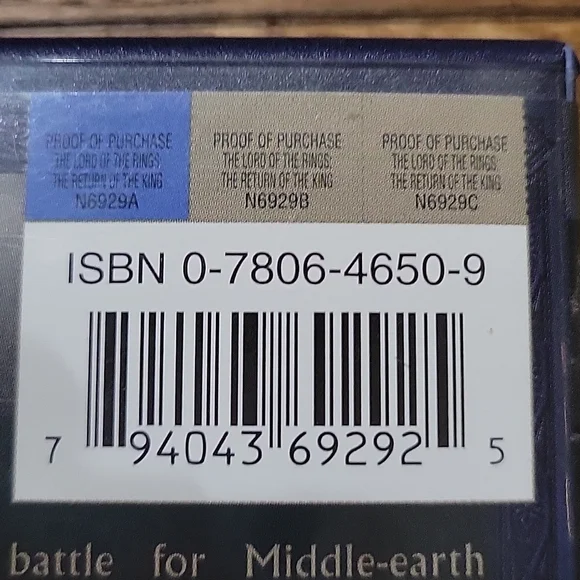 PROOF OF PURCHASE
THE LORD OF THE RINGS:
THE RETURN OF THE KING
N6929A
PROOF OF PURCHASE
THE LORD OF THE RINGS:
THE RETURN OF THE KING
N6929B
PROOF OF PURCHASE
THE LORD OF THE RINGS:
THE RETURN OF THE KING
N6929C
ISBN 0-7806-4650-9
7 94043 69292 5
battle for Middle-earth